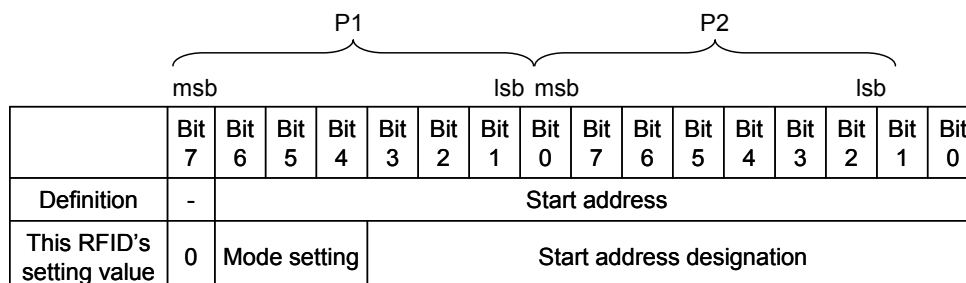 P1 P2
msb lsb msb lsb
Bit 7 Bit 6 Bit 5 Bit 4 Bit 3 Bit 2 Bit 1 Bit 0 Bit 7 Bit 6 Bit 5 Bit 4 Bit 3 Bit 2 Bit 1 Bit 0
Definition - Start address
This RFID's setting value 0 Mode setting Start address designation